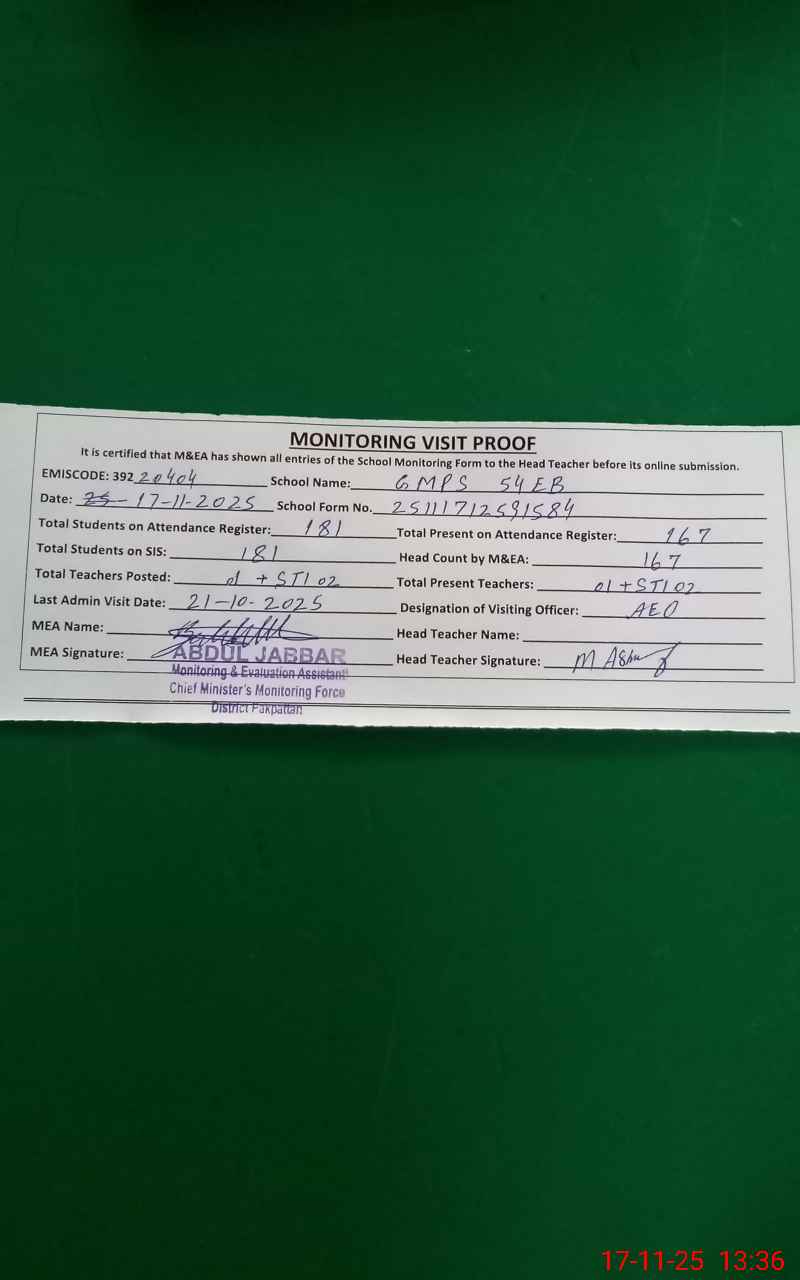 MONITORING VISIT PROOF
It is certified that M&EA has shown all entries of the School Monitoring Form to the Head Teacher before its online submission.
EMISCODE: 392 20404 School Name: GMPS 54 EB
Date: 25- 17-11-2025 School Form No. 25111712591584
Total Students on Attendance Register: 181 Total Present on Attendance Register: 167
Total Students on SIS: 181 Head Count by M&EA: 167
Total Teachers Posted: 01 + STI 02 Total Present Teachers: 01 + STI 02
Last Admin Visit Date: 21-10-2025 Designation of Visiting Officer: AEO
MEA Name: Head Teacher Name:
MEA Signature: Head Teacher Signature: M
ABDUL JABBAR
Monitoring & Evaluation Assistant
Chief Minister's Monitoring Force
District Pakpattan
17-11-25 13:36